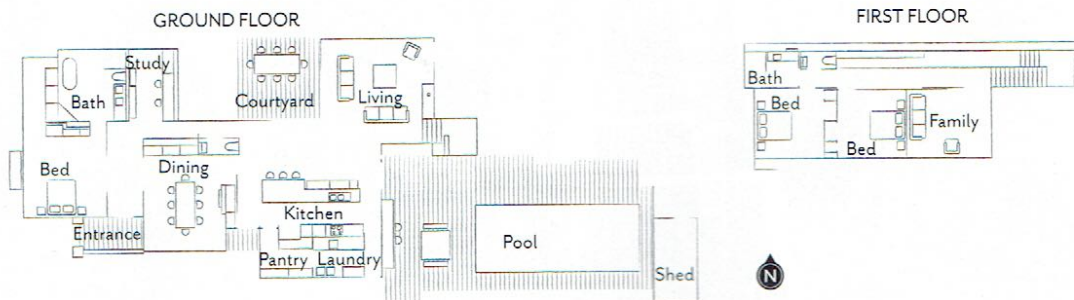 GROUND FLOOR
Study
Bath
Courtyard
Living
Bed
Dining
Kitchen
Entrance
Pantry
Laundry
Pool
Shed
FIRST FLOOR
Bath
Bed
Bed
Family
N